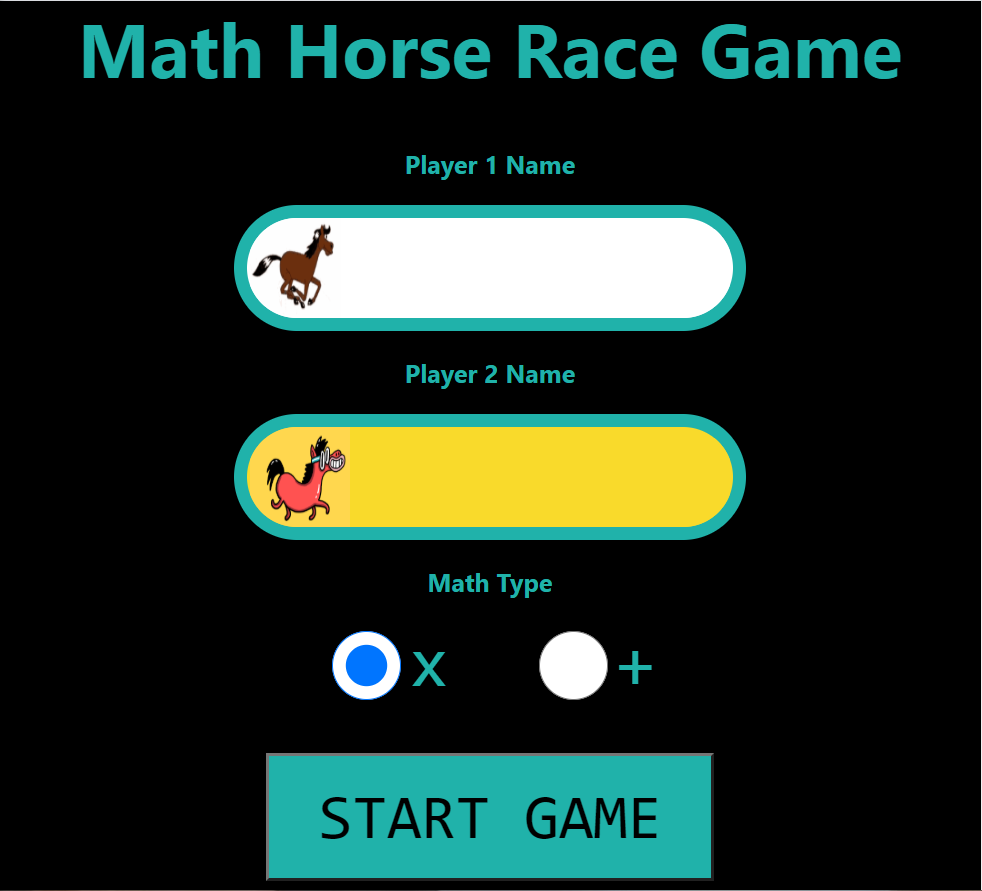 Math Horse Race Game
Player 1 Name
Player 2 Name
Math Type
x +
START GAME